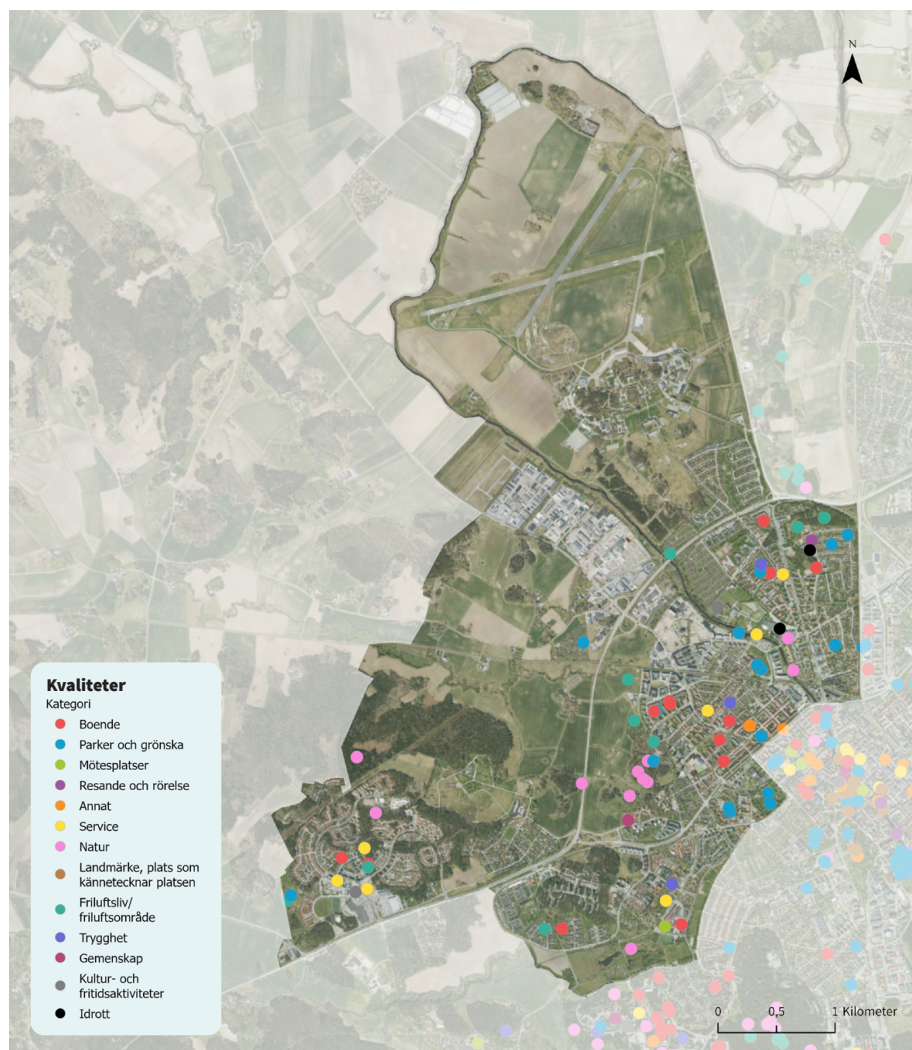 N
Kvaliteter
Kategori
Boende
Parker och grönska
Mötesplatser
Resande och rörelse
Annat
Service
Natur
Landmärke, plats som
kännetecknar platsen
Friluftsliv/
friluftsområde
Trygghet
Gemenskap
Kultur- och
fritidsaktiviteter
Idrott
0 0,5 1 Kilometer